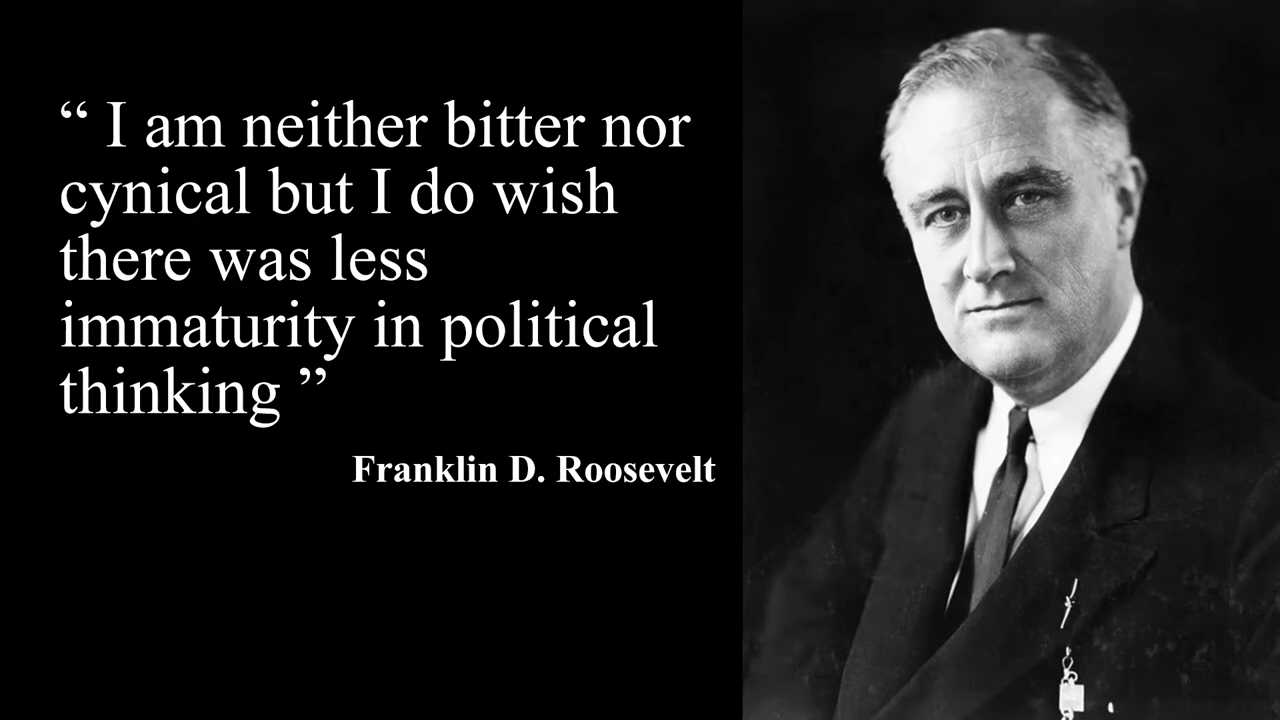 “ I am neither bitter nor
cynical but I do wish
there was less
immaturity in political
thinking ”
Franklin D. Roosevelt